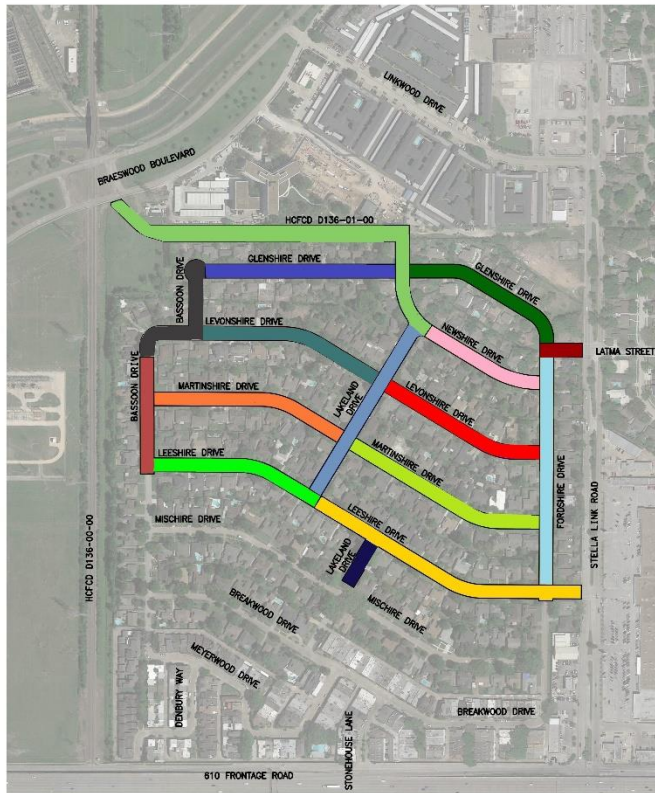 LINKWOOD DRIVE
BRAESWOOD BOULEVARD
HCFCD D136-01-00
GLENSHIRE DRIVE
GLENSHIRE DRIVE
BASSOON DRIVE
LEVONSHIRE DRIVE
NEWSHIRE DRIVE
LATMA STREET
BASSOON DRIVE
MARTINSHIRE DRIVE
LAKELAND
DRIVE
LEVONSHIRE DRIVE
LEESHIRE DRIVE
MARTINSHIRE DRIVE
FORDSHIRE DRIVE
STELLA LINK ROAD
MISCHIRE DRIVE
LEESHIRE DRIVE
HCFCD D136-00-00
LAKELAND
DRIVE
MISCHIRE DRIVE
BREAKWOOD DRIVE
MEYERWOOD DRIVE
DENBURY WAY
BREAKWOOD DRIVE
STONEHOUSE LANE
610 FRONTAGE ROAD